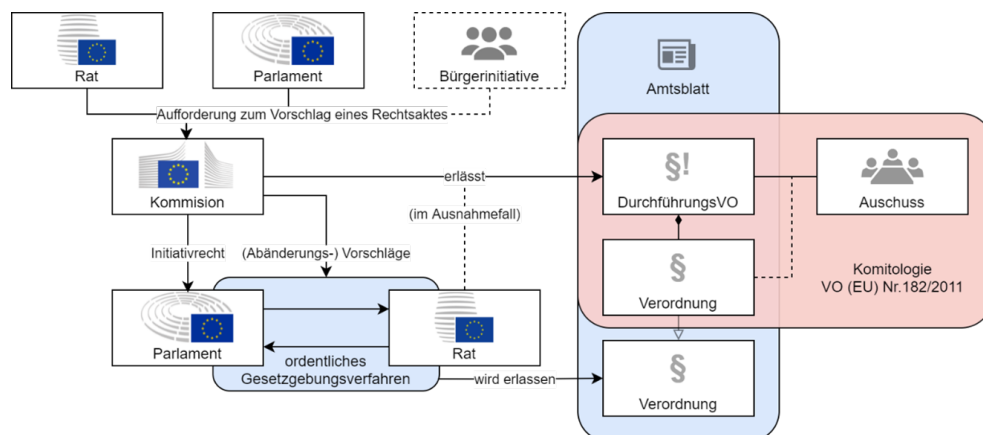 Rat
Parlament
Bürgerinitiative
Amtsblatt
Aufforderung zum Vorschlag eines Rechtsaktes
Kommision
erlässt
§!
DurchführungsVO
Auschuss
(im Ausnahmefall)
Initiativrecht
(Abänderungs-) Vorschläge
§
Verordnung
Komitologie
VO (EU) Nr.182/2011
Parlament
Rat
ordentliches
Gesetzgebungsverfahren
wird erlassen
§
Verordnung